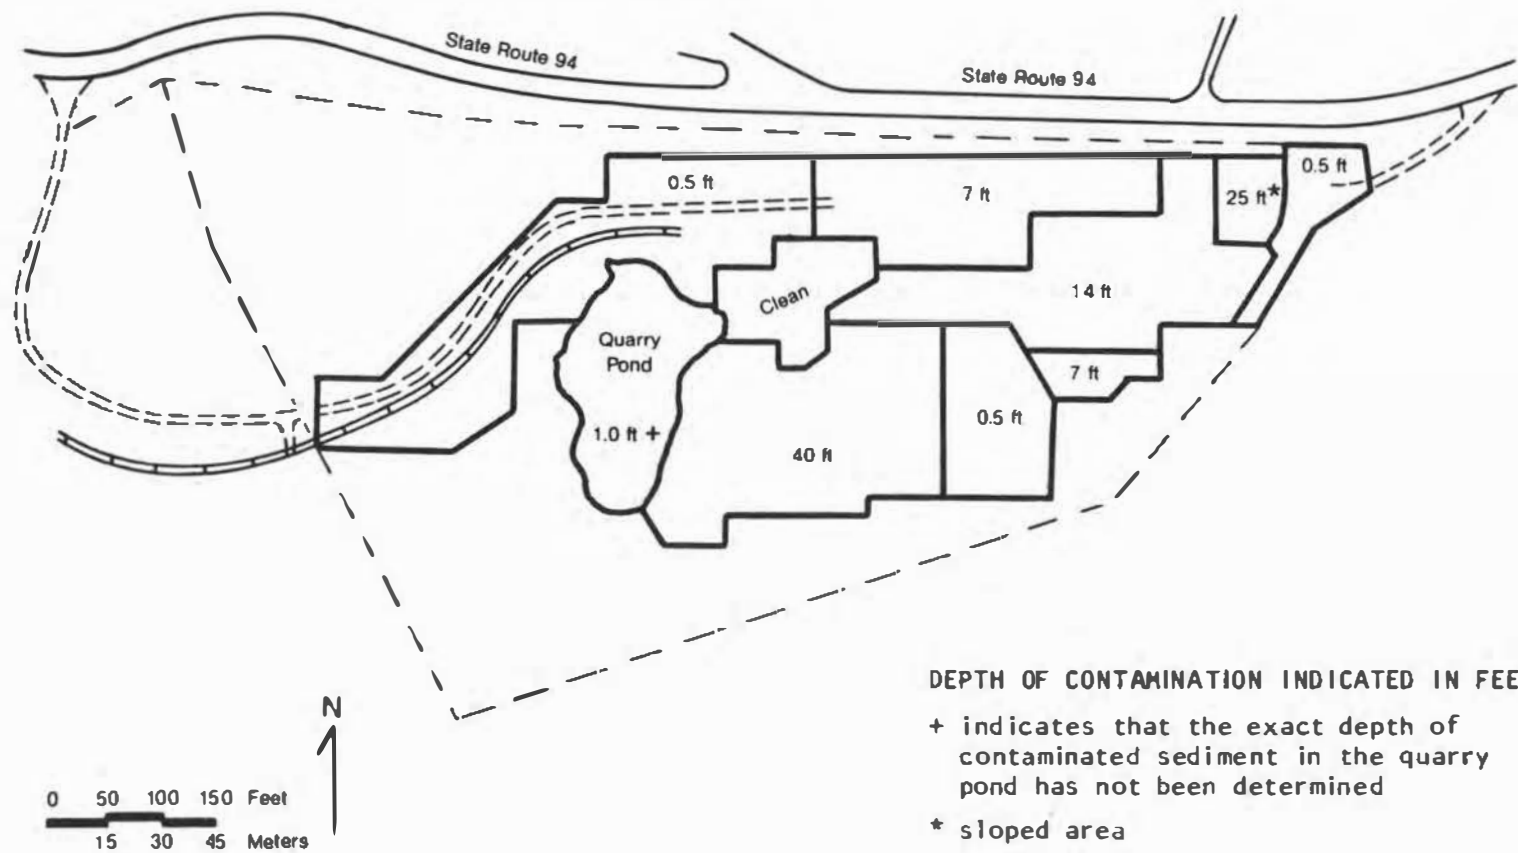 State Route 94
State Route 94
0.5 ft
7 ft
25 ft*
0.5 ft
14 ft
Clean
Quarry
Pond
7 ft
0.5 ft
1.0 ft +
40 ft
DEPTH OF CONTAMINATION INDICATED IN FEE
+ indicates that the exact depth of
contaminated sediment in the quarry
pond has not been determined
* sloped area
N
0 50 100 150 Feet
15 30 45 Meters